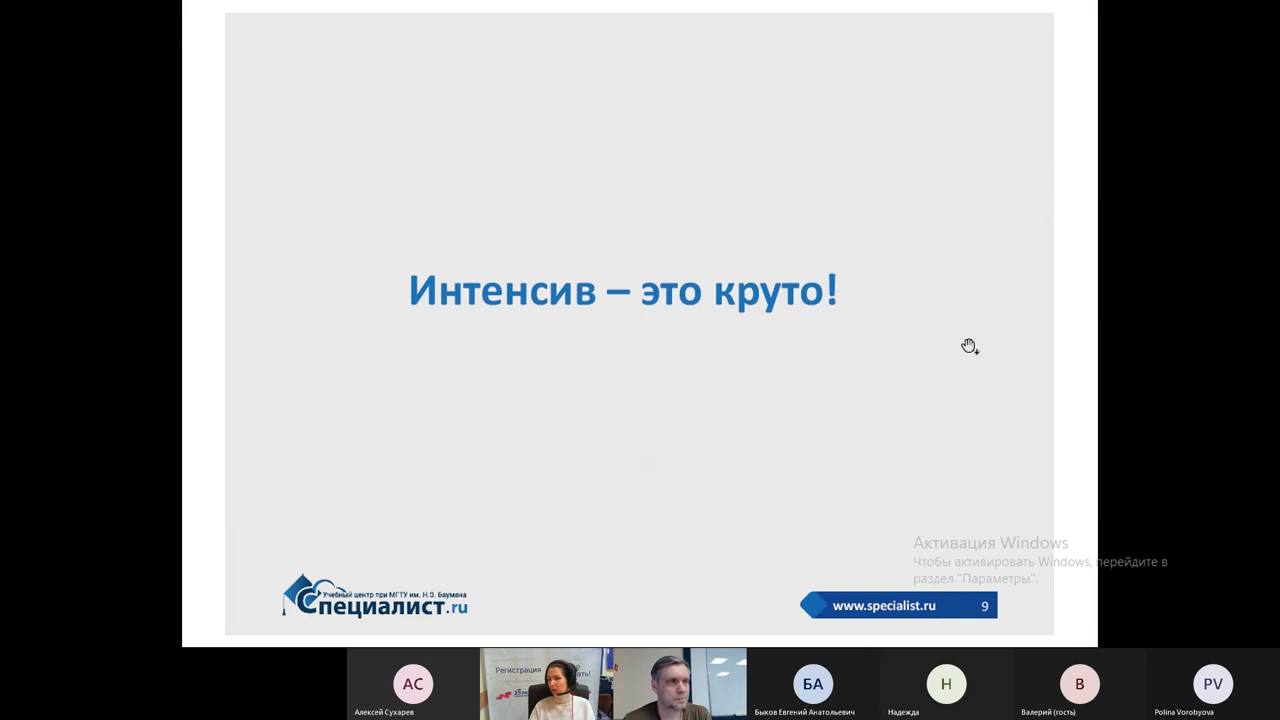 Интенсив – это круто!
Активация Windows
Чтобы активировать Windows, перейдите в
раздел "Параметры".
Учебный центр при МГТУ им. Н.Э. Баумана
Специалист.ru
www.specialist.ru 9
Регистрация
АС
БА
Н
В
PV
Алексей Сухарев
Быков Евгений Анатольевич
Надежда
Валерий (гость)
Polina Vorobyova